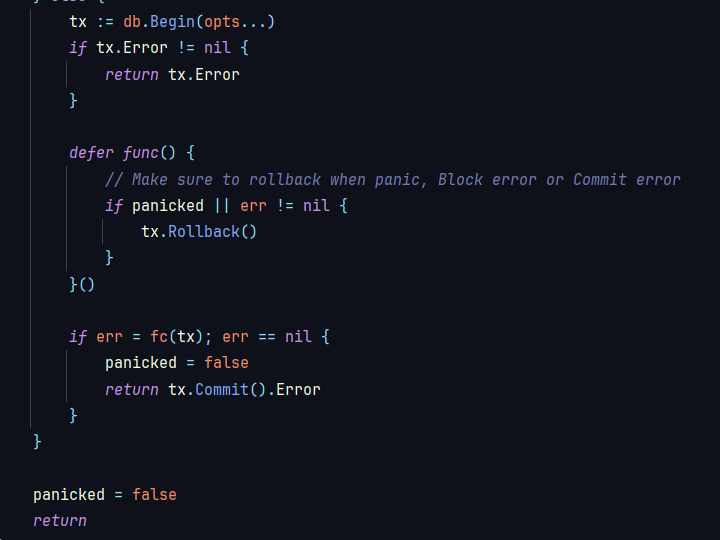 } else {
tx := db.Begin(opts...)
if tx.Error != nil {
return tx.Error
}
defer func() {
// Make sure to rollback when panic, Block error or Commit error
if panicked || err != nil {
tx.Rollback()
}
}()
if err = fc(tx); err == nil {
panicked = false
return tx.Commit().Error
}
}
panicked = false
return